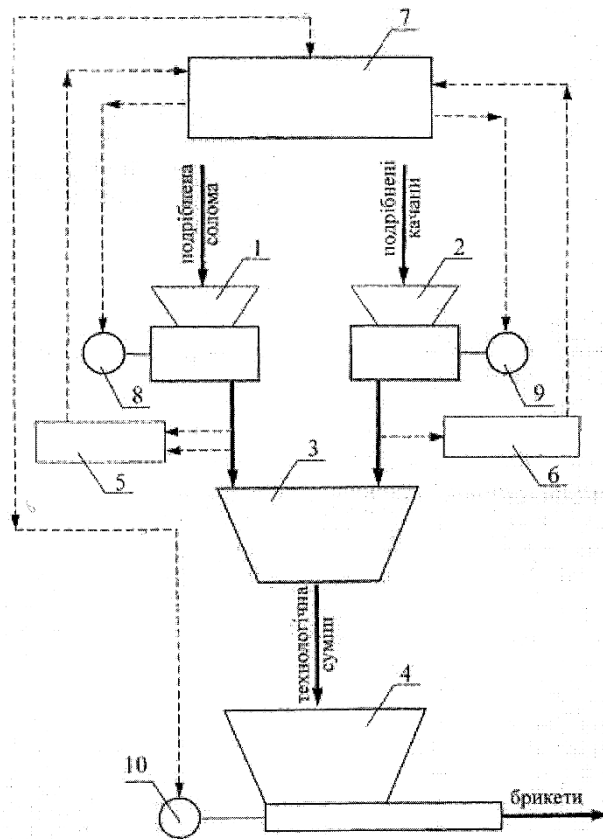 7
подрібнена
солома
подрібнені
качани
1
2
8
9
5
3
6
технологічна
суміш
4
10
брикети